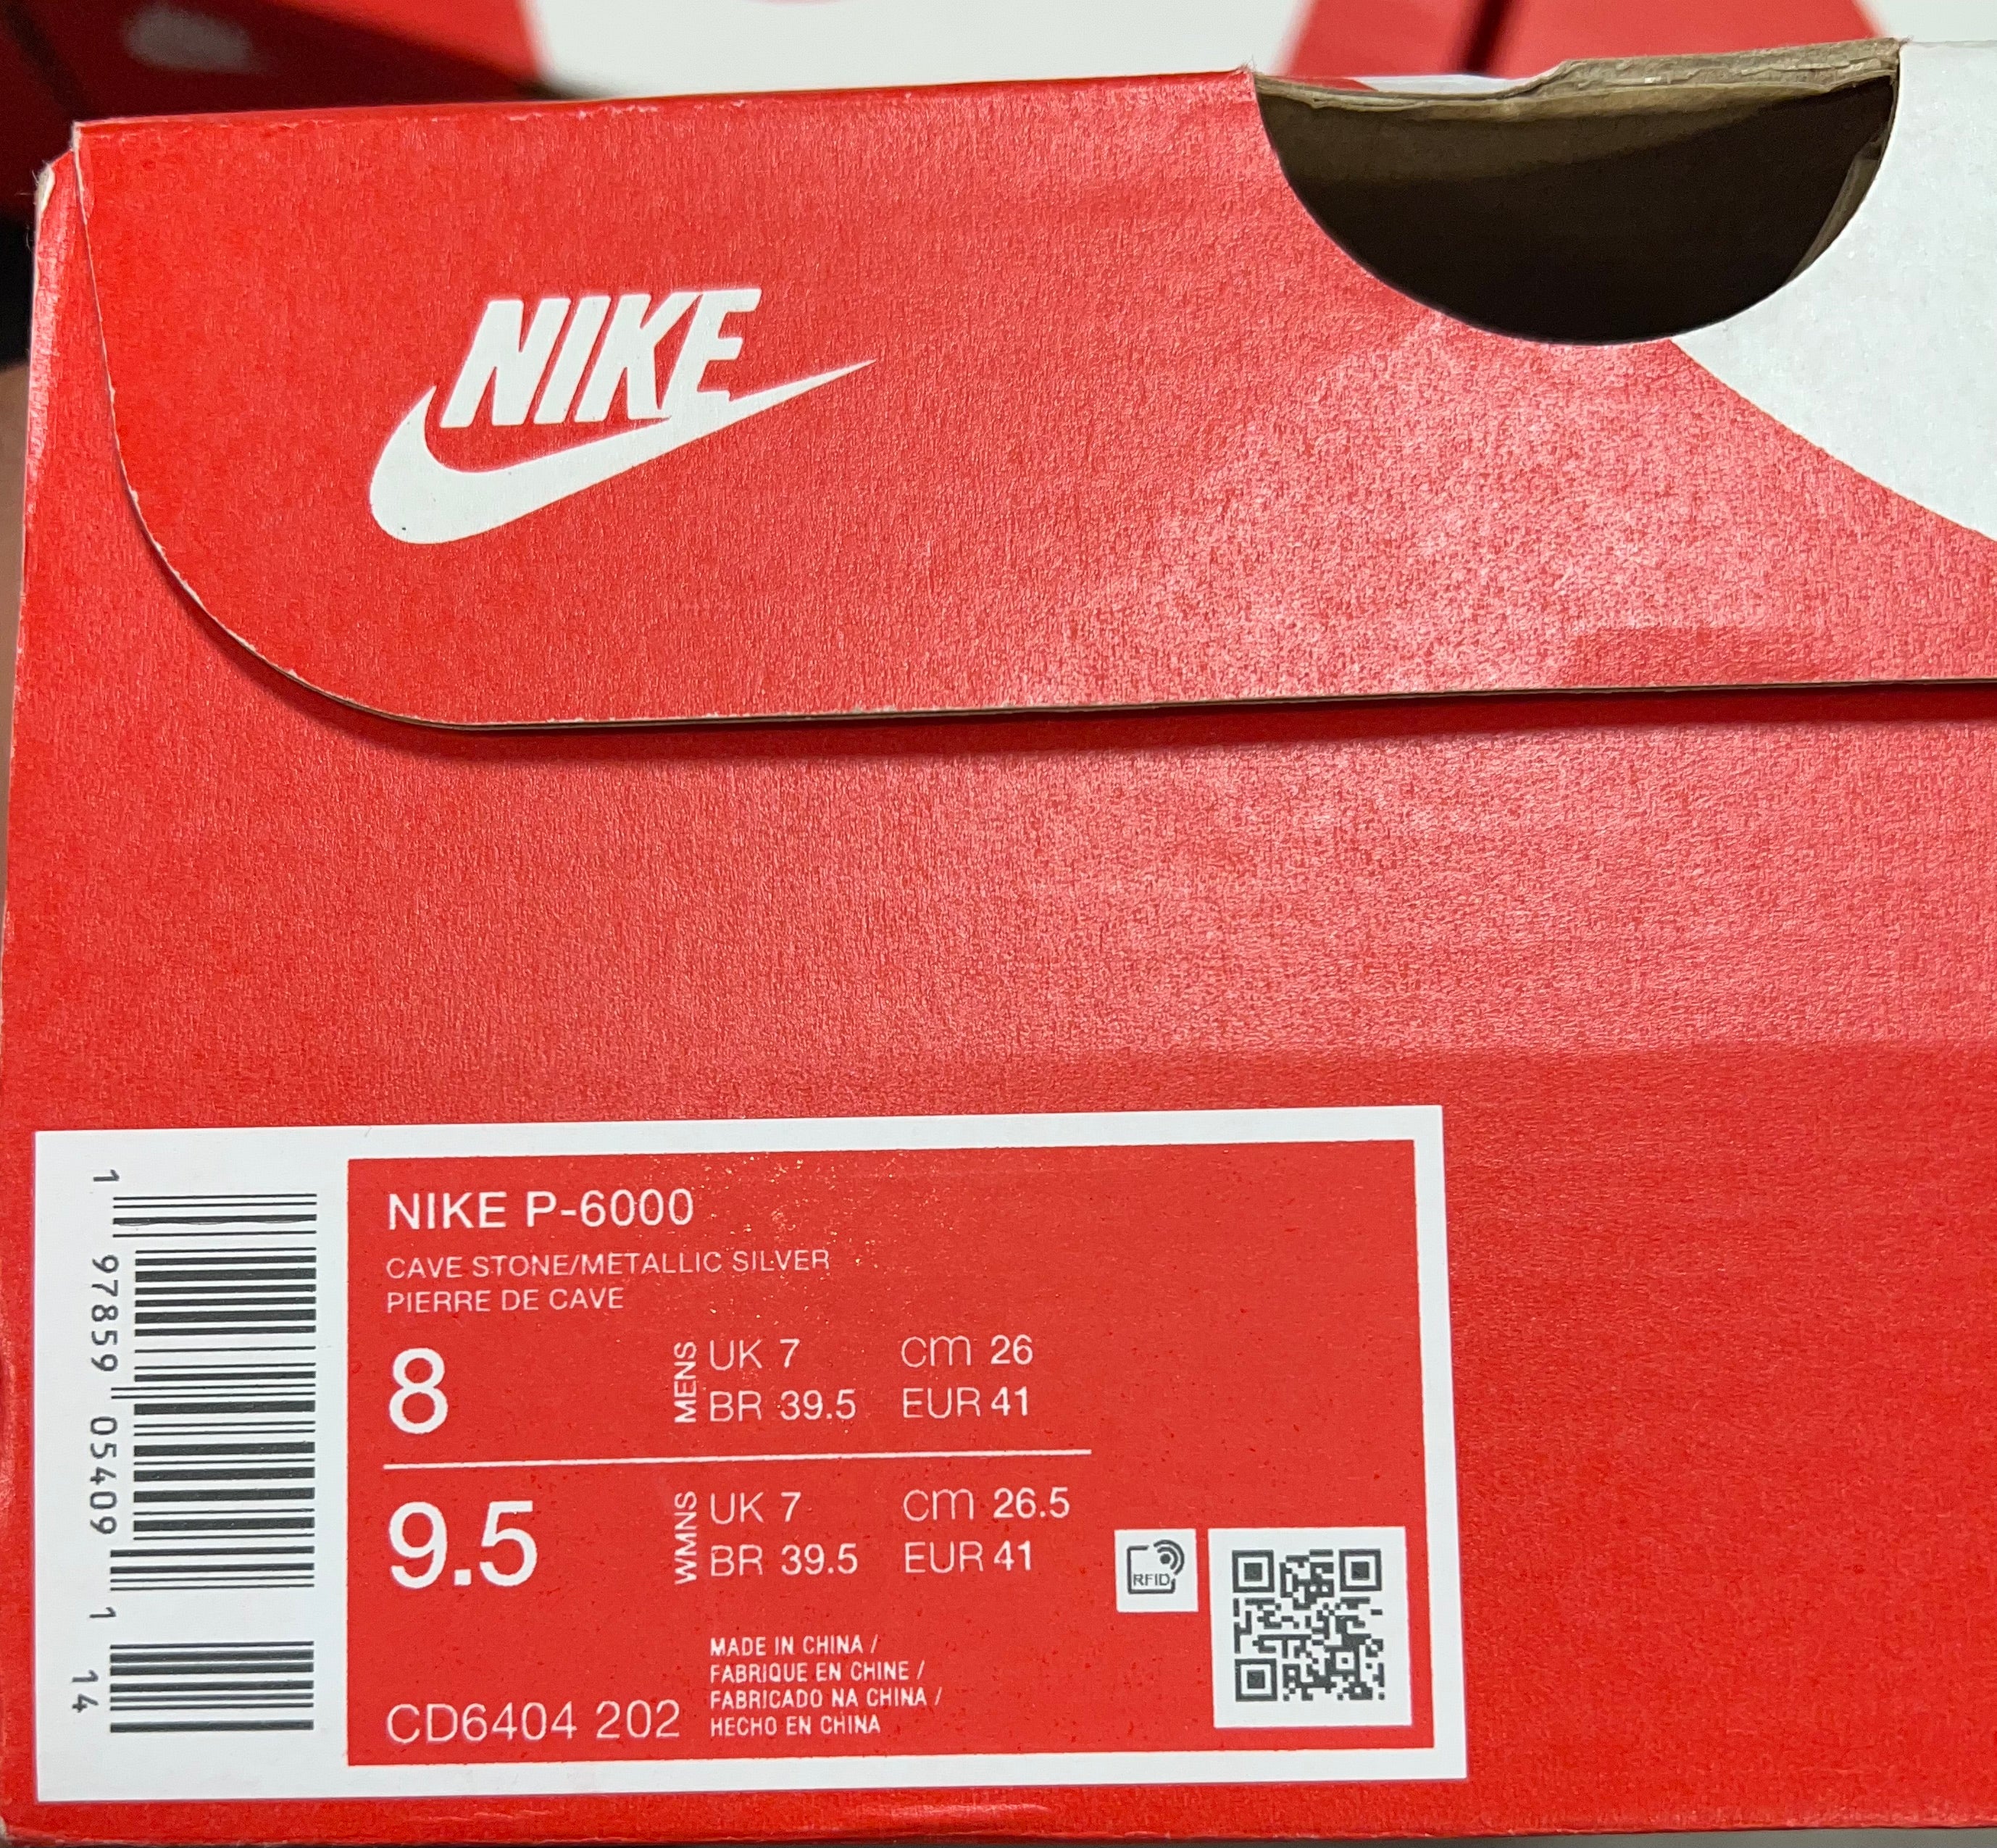 NIKE
NIKE P-6000
CAVE STONE/METALLIC SILVER
PIERRE DE CAVE
8 MENS UK 7 cm 26
BR 39.5 EUR 41
9.5 WMNS UK 7 cm 26.5
BR 39.5 EUR 41
RFID
MADE IN CHINA /
FABRIQUE EN CHINE /
FABRICADO NA CHINA /
HECHO EN CHINA
CD6404 202
1 97859 05409 1 14